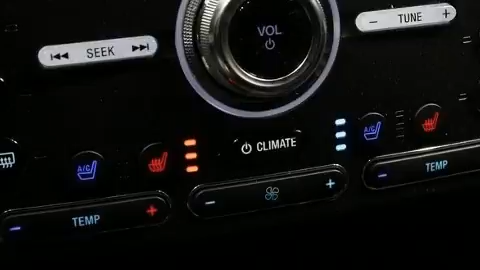 VOL
SEEK
− TUNE +
CLIMATE
A/C
A/C
TEMP +
−
− +
− TEMP